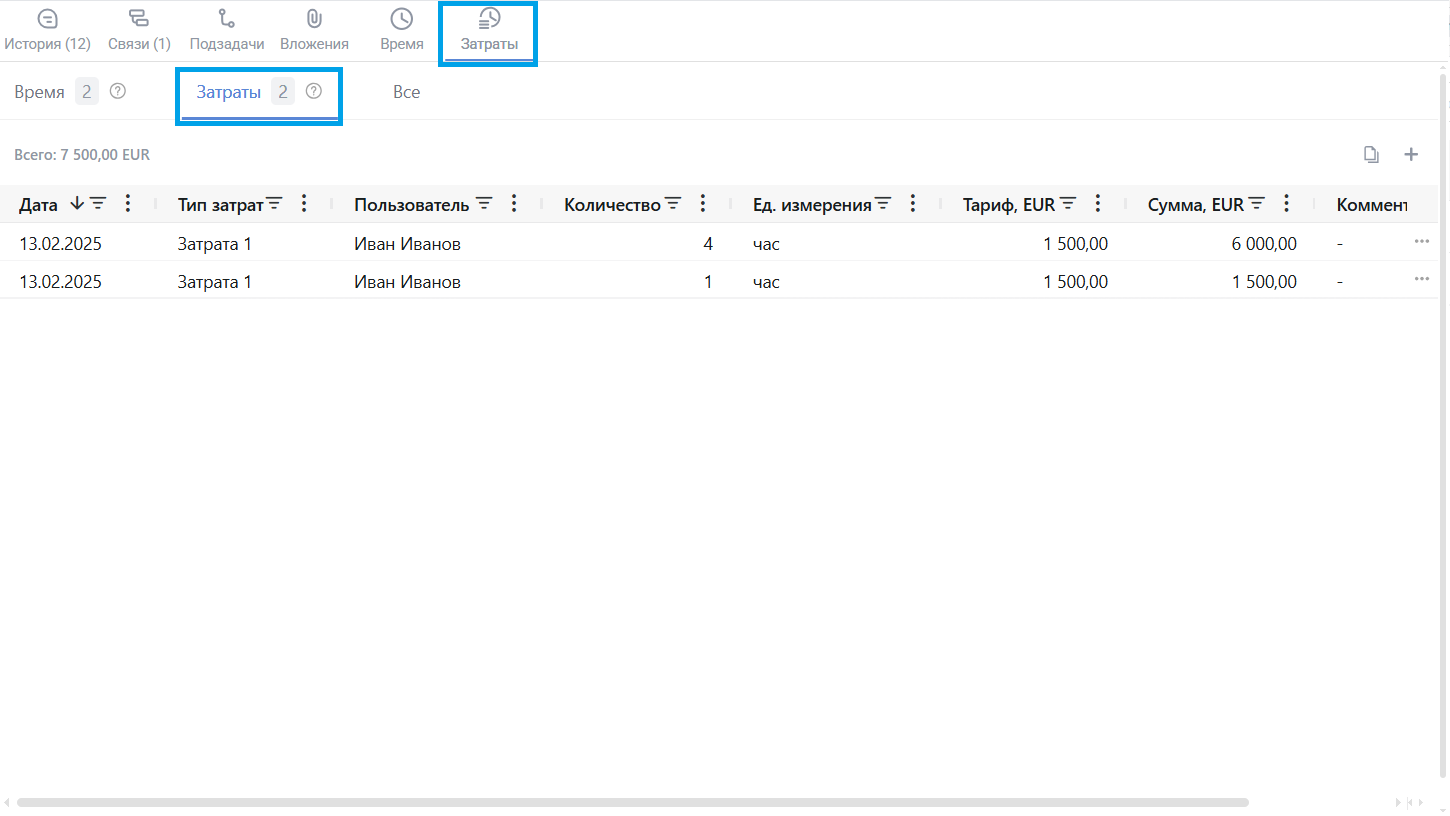 История (12) Связи (1) Подзадачи Вложения Время Затраты
Время 2 Затраты 2 Все
Всего: 7 500,00 EUR
Дата Тип затрат Пользователь Количество Ед. измерения Тариф, EUR Сумма, EUR Коммент
13.02.2025 Затрата 1 Иван Иванов 4 час 1 500,00 6 000,00 -
13.02.2025 Затрата 1 Иван Иванов 1 час 1 500,00 1 500,00 -